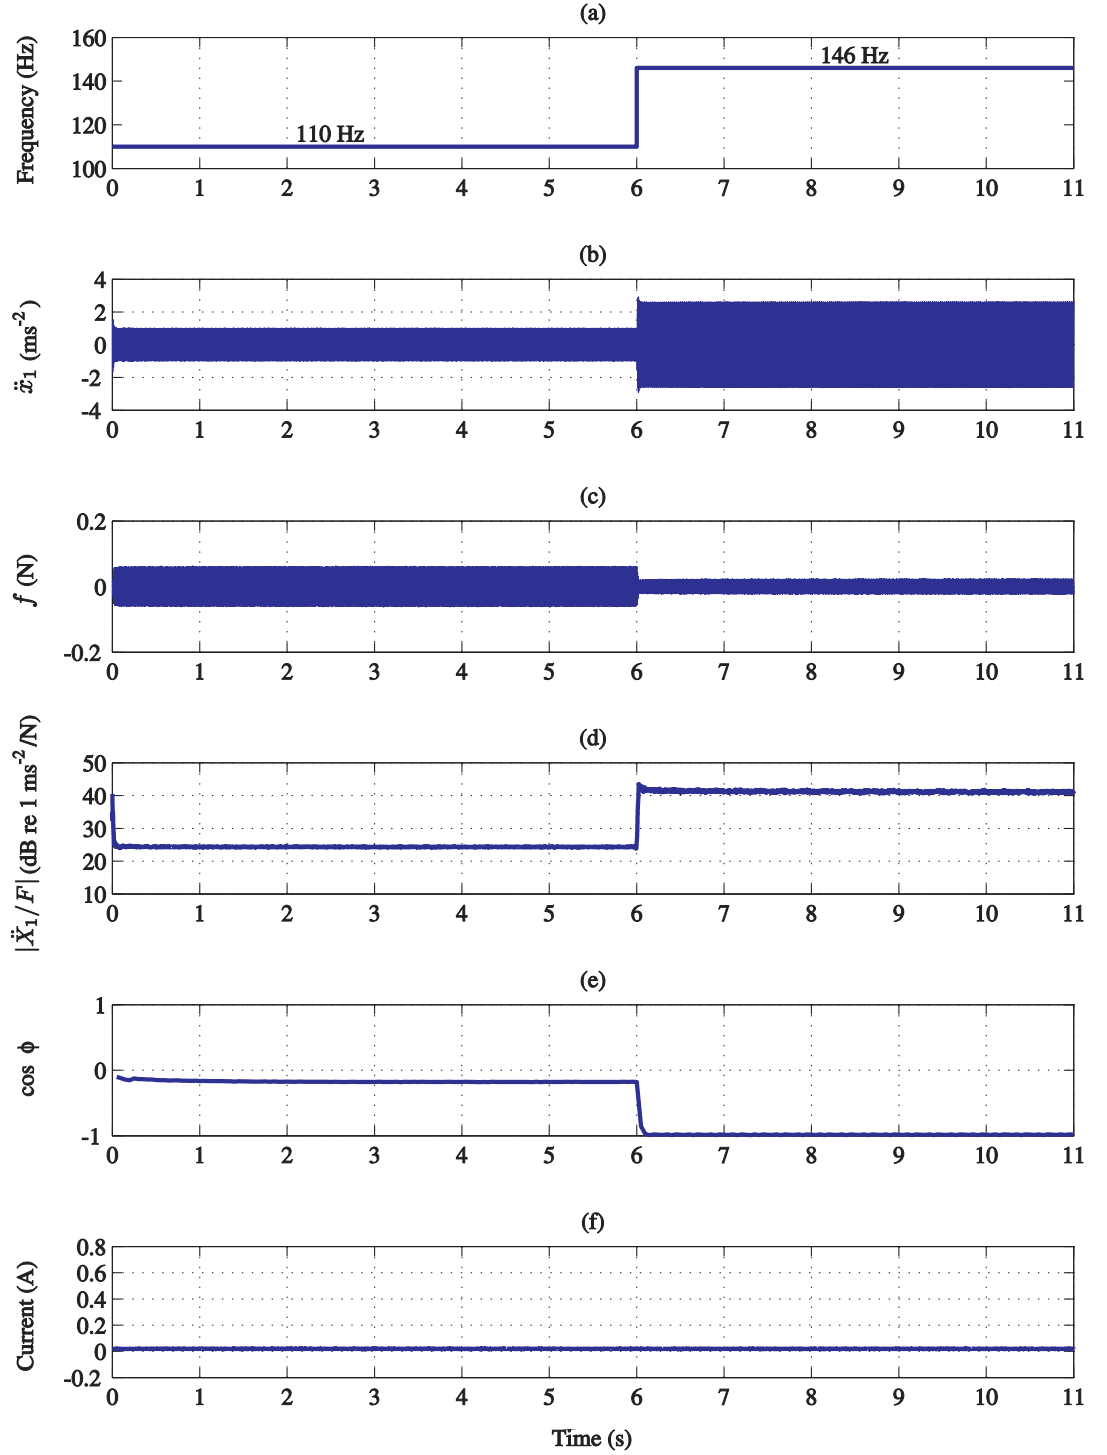 (a)
Frequency (Hz)
160
140
120
100
110 Hz
146 Hz
0 1 2 3 4 5 6 7 8 9 10 11
(b)
ẍ₁ (ms⁻²)
4
2
0
-2
-4
0 1 2 3 4 5 6 7 8 9 10 11
(c)
f (N)
0.2
0
-0.2
0 1 2 3 4 5 6 7 8 9 10 11
(d)
|Ẍ₁/F| (dB re 1 ms⁻²/N)
50
40
30
20
10
0 1 2 3 4 5 6 7 8 9 10 11
(e)
cos ϕ
1
0
-1
0 1 2 3 4 5 6 7 8 9 10 11
(f)
Current (A)
0.8
0.6
0.4
0.2
0
-0.2
0 1 2 3 4 5 6 7 8 9 10 11
Time (s)